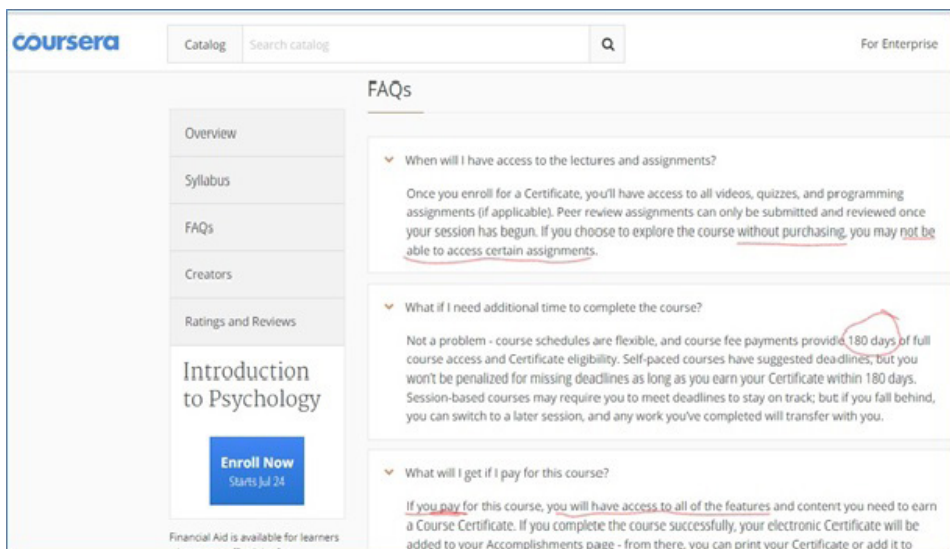 coursera
Catalog
Search catalog
For Enterprise
FAQs
Overview
Syllabus
FAQs
Creators
Ratings and Reviews
Introduction
to Psychology
Enroll Now
Starts Jul 24
Financial Aid is available for learners
When will I have access to the lectures and assignments?
Once you enroll for a Certificate, you'll have access to all videos, quizzes, and programming
assignments (if applicable). Peer review assignments can only be submitted and reviewed once
your session has begun. If you choose to explore the course without purchasing, you may not be
able to access certain assignments.
What if I need additional time to complete the course?
Not a problem - course schedules are flexible, and course fee payments provide 180 days of full
course access and Certificate eligibility. Self-paced courses have suggested deadlines, but you
won't be penalized for missing deadlines as long as you earn your Certificate within 180 days.
Session-based courses may require you to meet deadlines to stay on track; but if you fall behind,
you can switch to a later session, and any work you've completed will transfer with you.
What will I get if I pay for this course?
If you pay for this course, you will have access to all of the features and content you need to earn
a Course Certificate. If you complete the course successfully, your electronic Certificate will be
added to your Accomplishments page - from there, you can print your Certificate or add it to